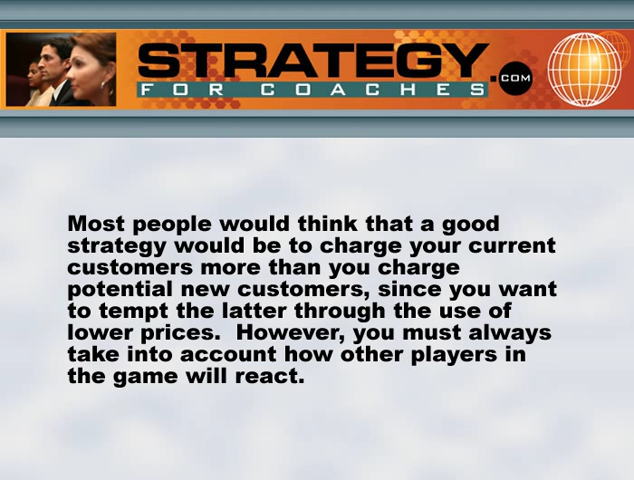 STRATEGY.COM
FOR COACHES
Most people would think that a good
strategy would be to charge your current
customers more than you charge
potential new customers, since you want
to tempt the latter through the use of
lower prices.  However, you must always
take into account how other players in
the game will react.